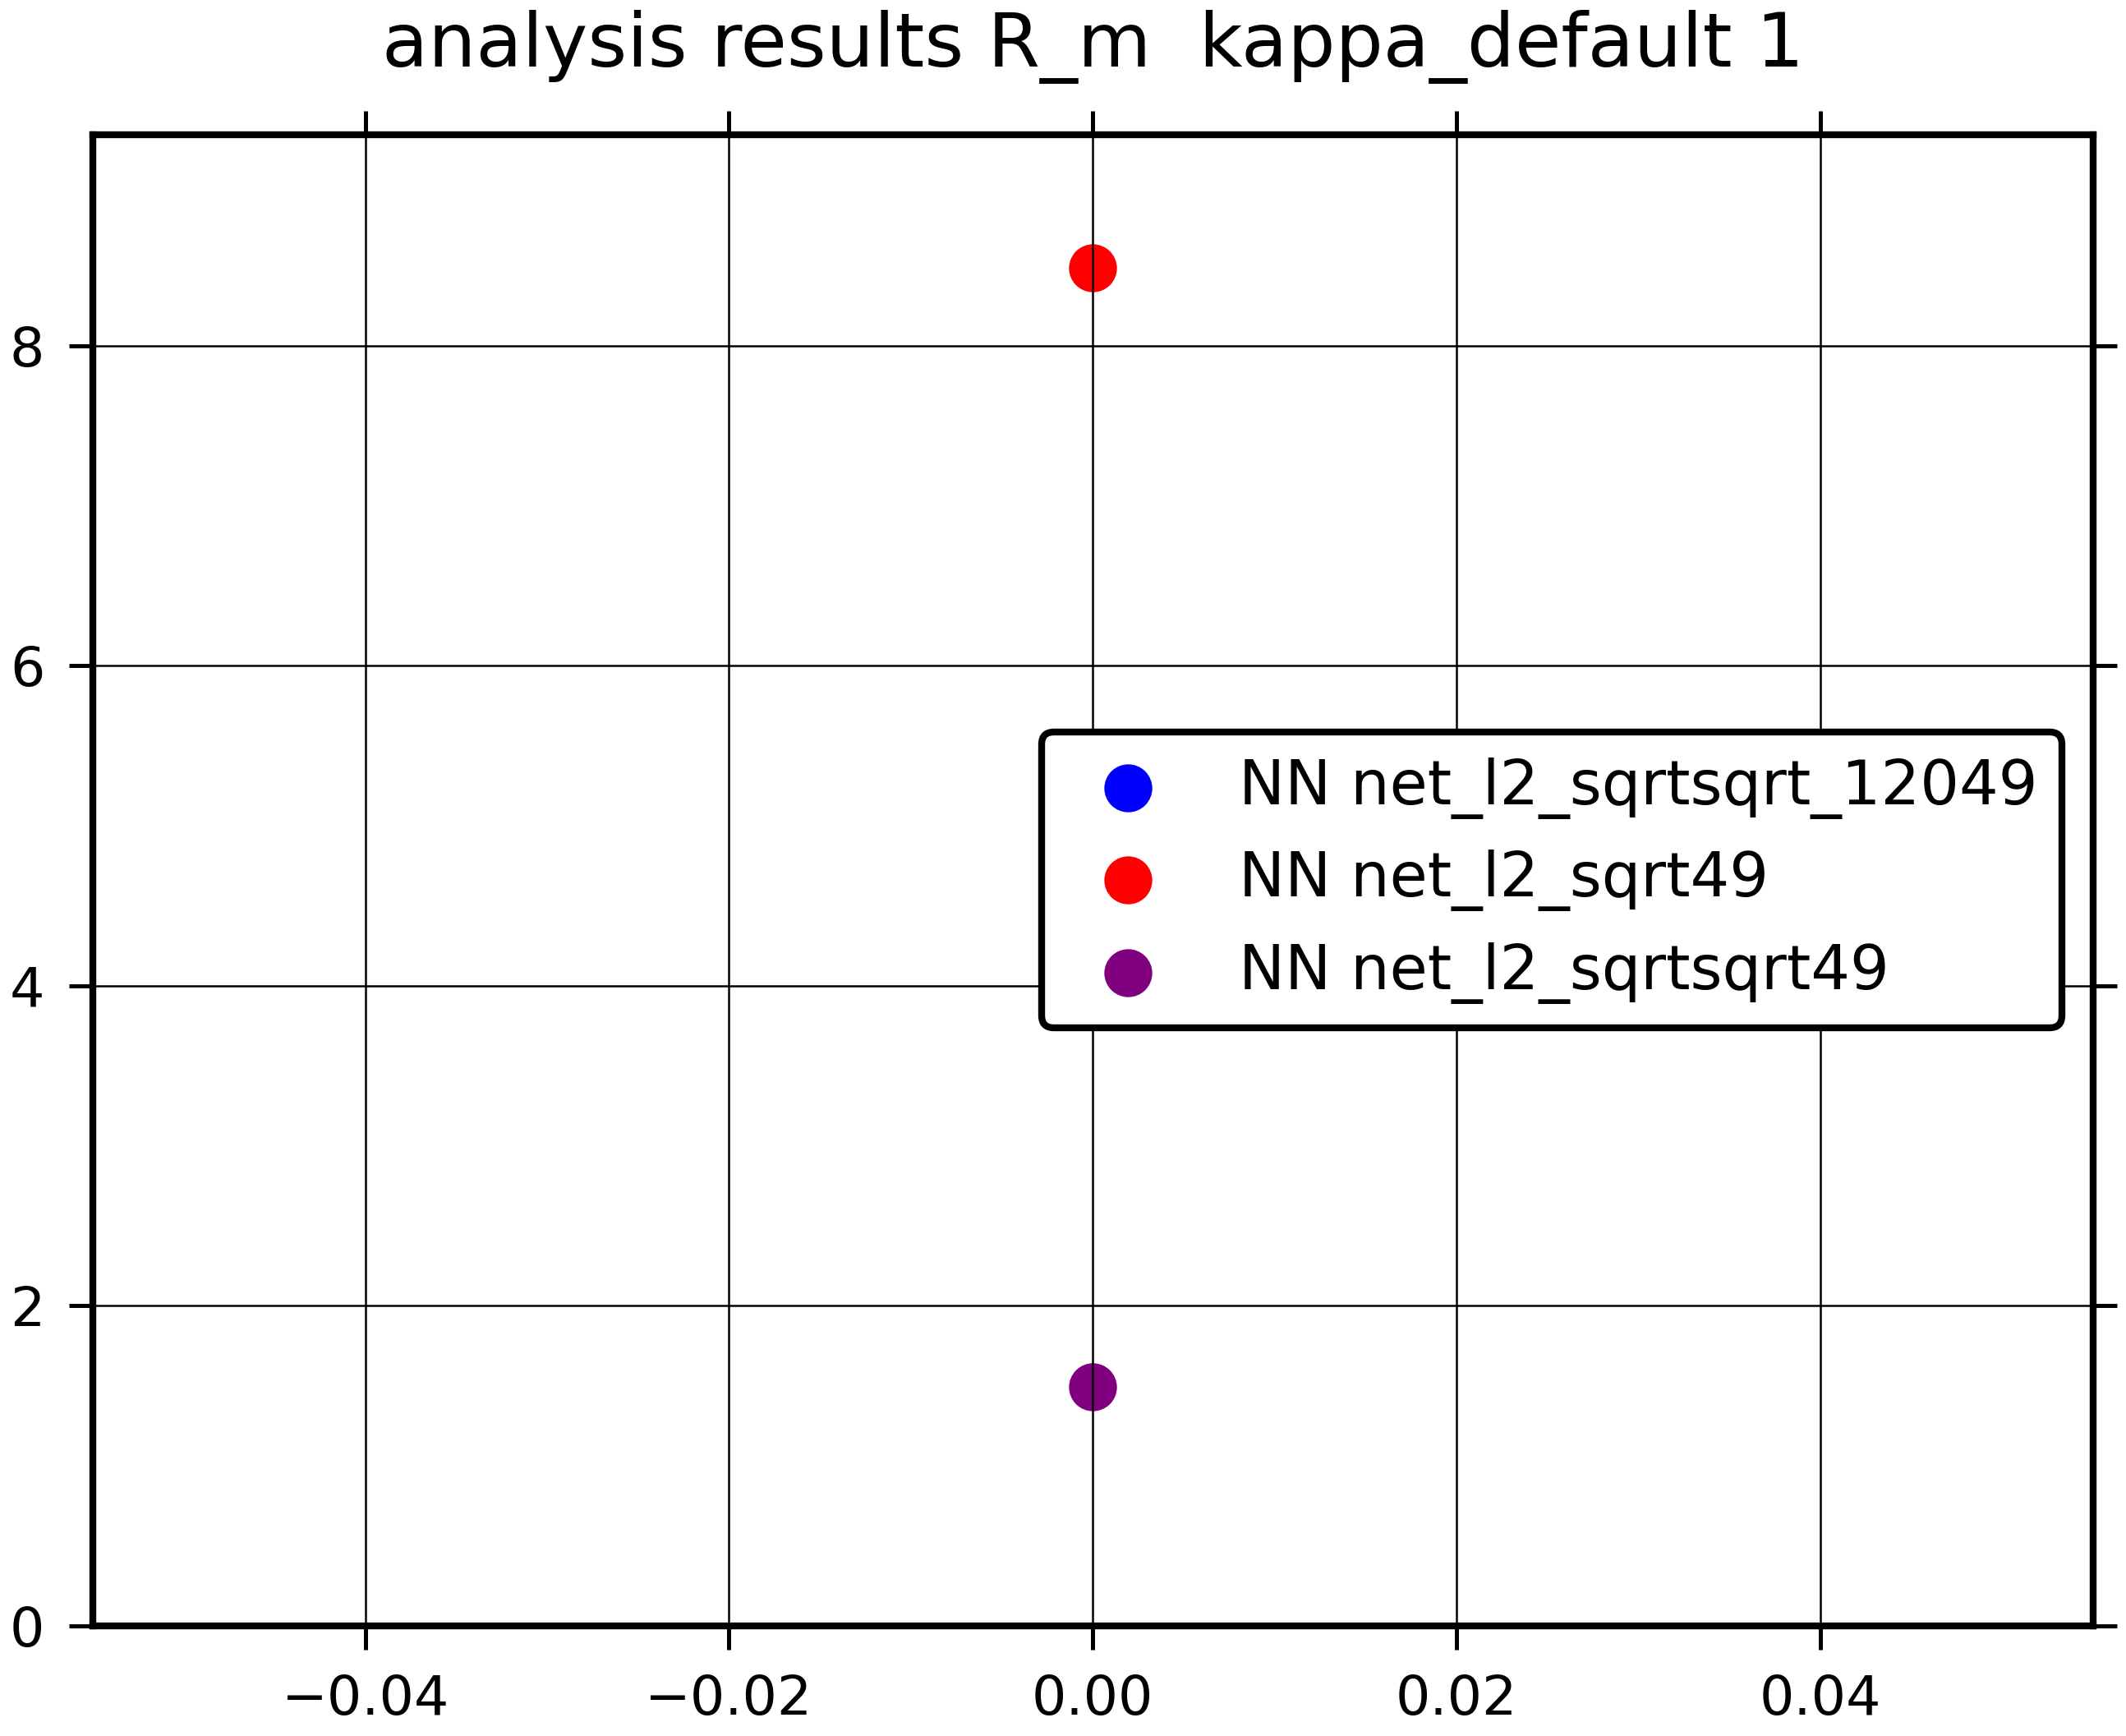 analysis results R_m  kappa_default 1
8
6
4
2
0
NN net_l2_sqrtsqrt_12049
NN net_l2_sqrt49
NN net_l2_sqrtsqrt49
−0.04 −0.02 0.00 0.02 0.04